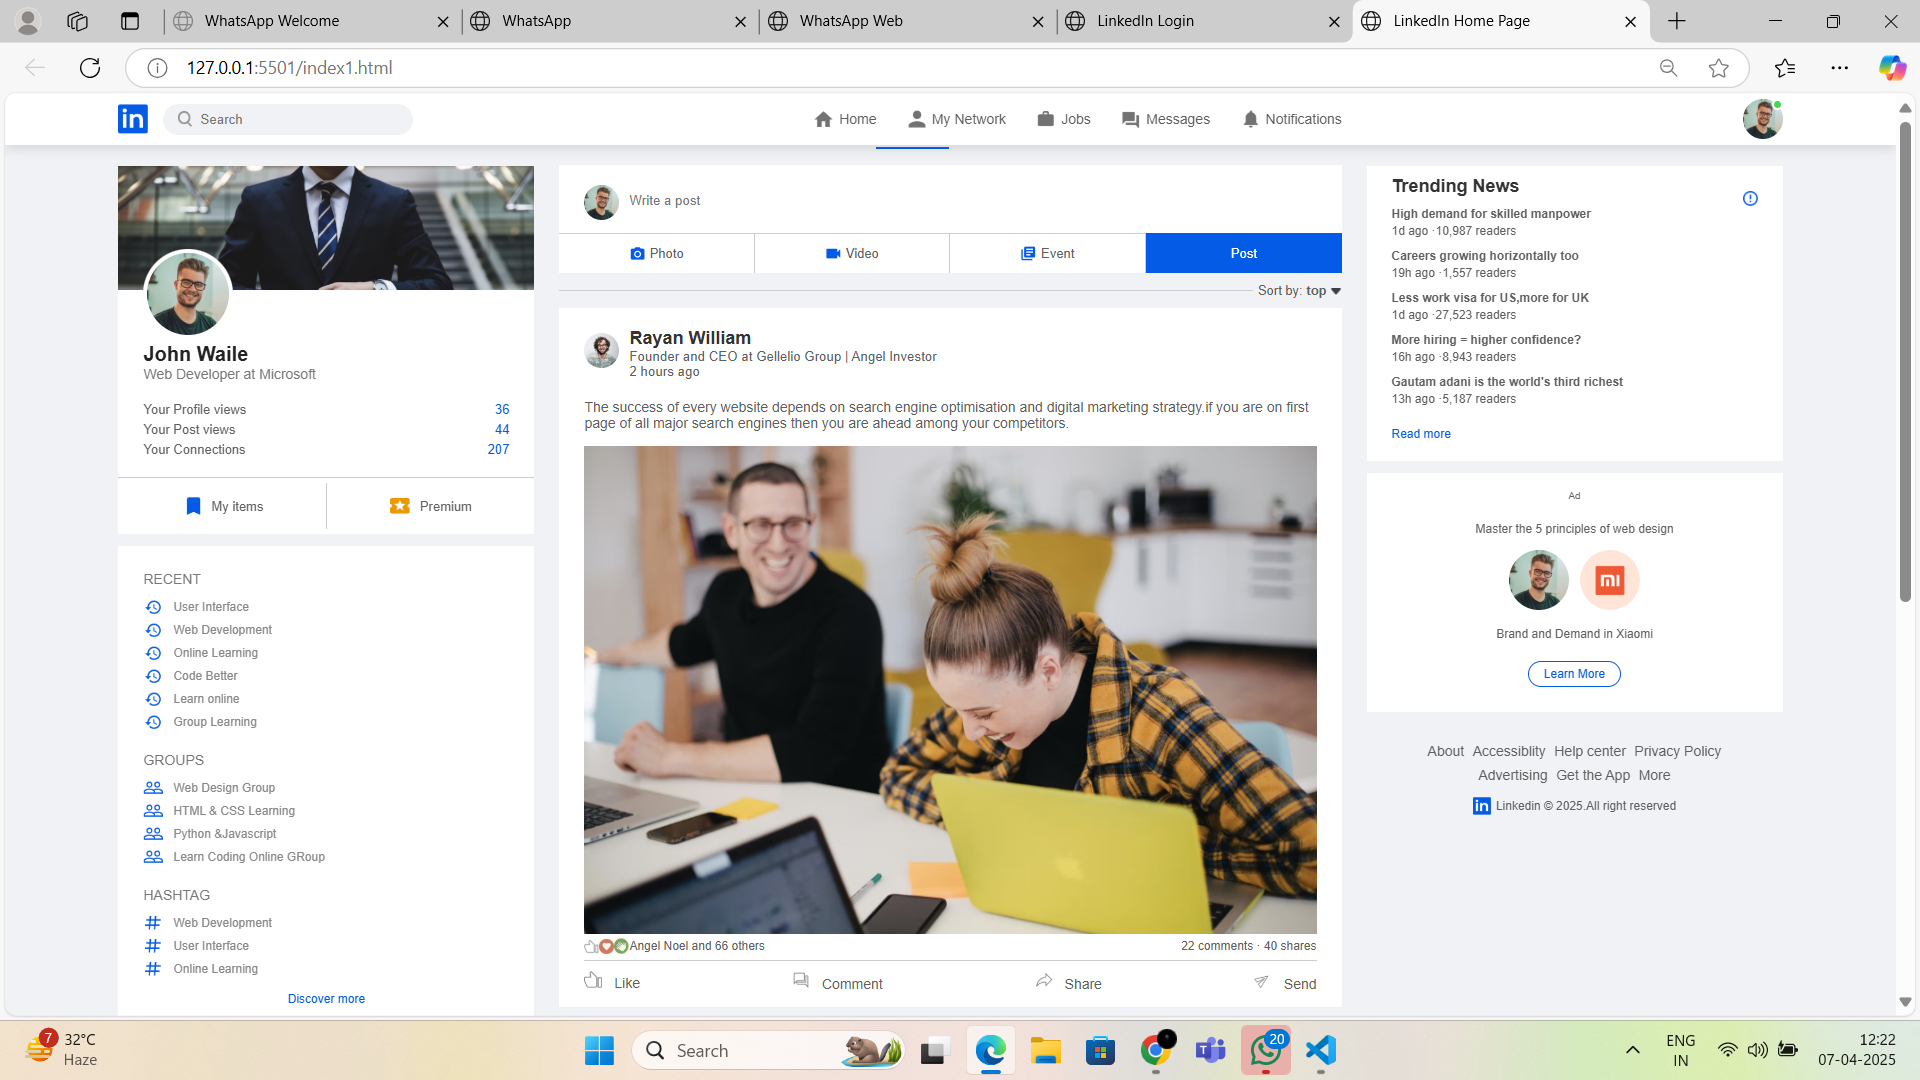 WhatsApp Welcome
WhatsApp
WhatsApp Web
LinkedIn Login
LinkedIn Home Page
127.0.0.1:5501/index1.html
in
Search
Home
My Network
Jobs
Messages
Notifications
John Waile
Web Developer at Microsoft
Your Profile views 36
Your Post views 44
Your Connections 207
My items
Premium
RECENT
User Interface
Web Development
Online Learning
Code Better
Learn online
Group Learning
GROUPS
Web Design Group
HTML & CSS Learning
Python &Javascript
Learn Coding Online GRoup
HASHTAG
# Web Development
# User Interface
# Online Learning
Discover more
Write a post
Photo
Video
Event
Post
Sort by: top
Rayan William
Founder and CEO at Gellelio Group | Angel Investor
2 hours ago
The success of every website depends on search engine optimisation and digital marketing strategy.if you are on first
page of all major search engines then you are ahead among your competitors.
Angel Noel and 66 others
22 comments · 40 shares
Like
Comment
Share
Send
Trending News
High demand for skilled manpower
1d ago ·10,987 readers
Careers growing horizontally too
19h ago ·1,557 readers
Less work visa for US,more for UK
1d ago ·27,523 readers
More hiring = higher confidence?
16h ago ·8,943 readers
Gautam adani is the world's third richest
13h ago ·5,187 readers
Read more
Ad
Master the 5 principles of web design
mi
Brand and Demand in Xiaomi
Learn More
About Accessiblity Help center Privacy Policy
Advertising Get the App More
in Linkedin © 2025.All right reserved
7
32°C
Haze
Search
20
ENG
IN
12:22
07-04-2025